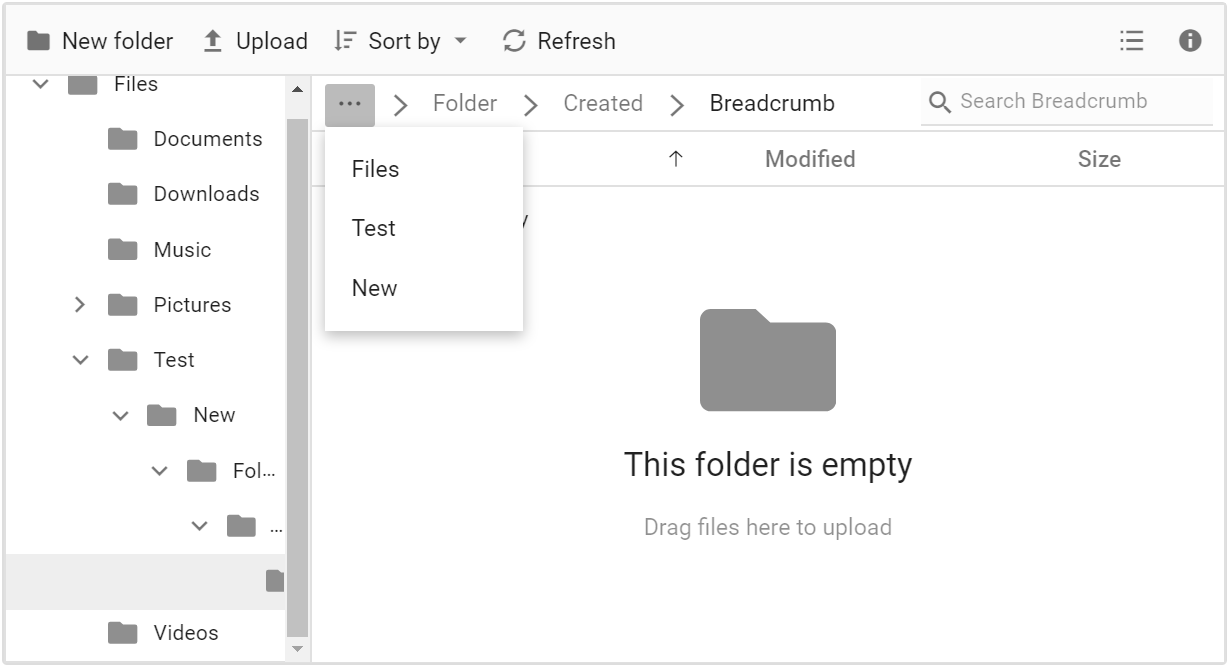 New folder Upload Sort by Refresh
Files
Documents
Downloads
Music
Pictures
Test
New
Fol...
...
Videos
... Folder Created Breadcrumb Search Breadcrumb
Files
Test
New
Modified Size
This folder is empty
Drag files here to upload